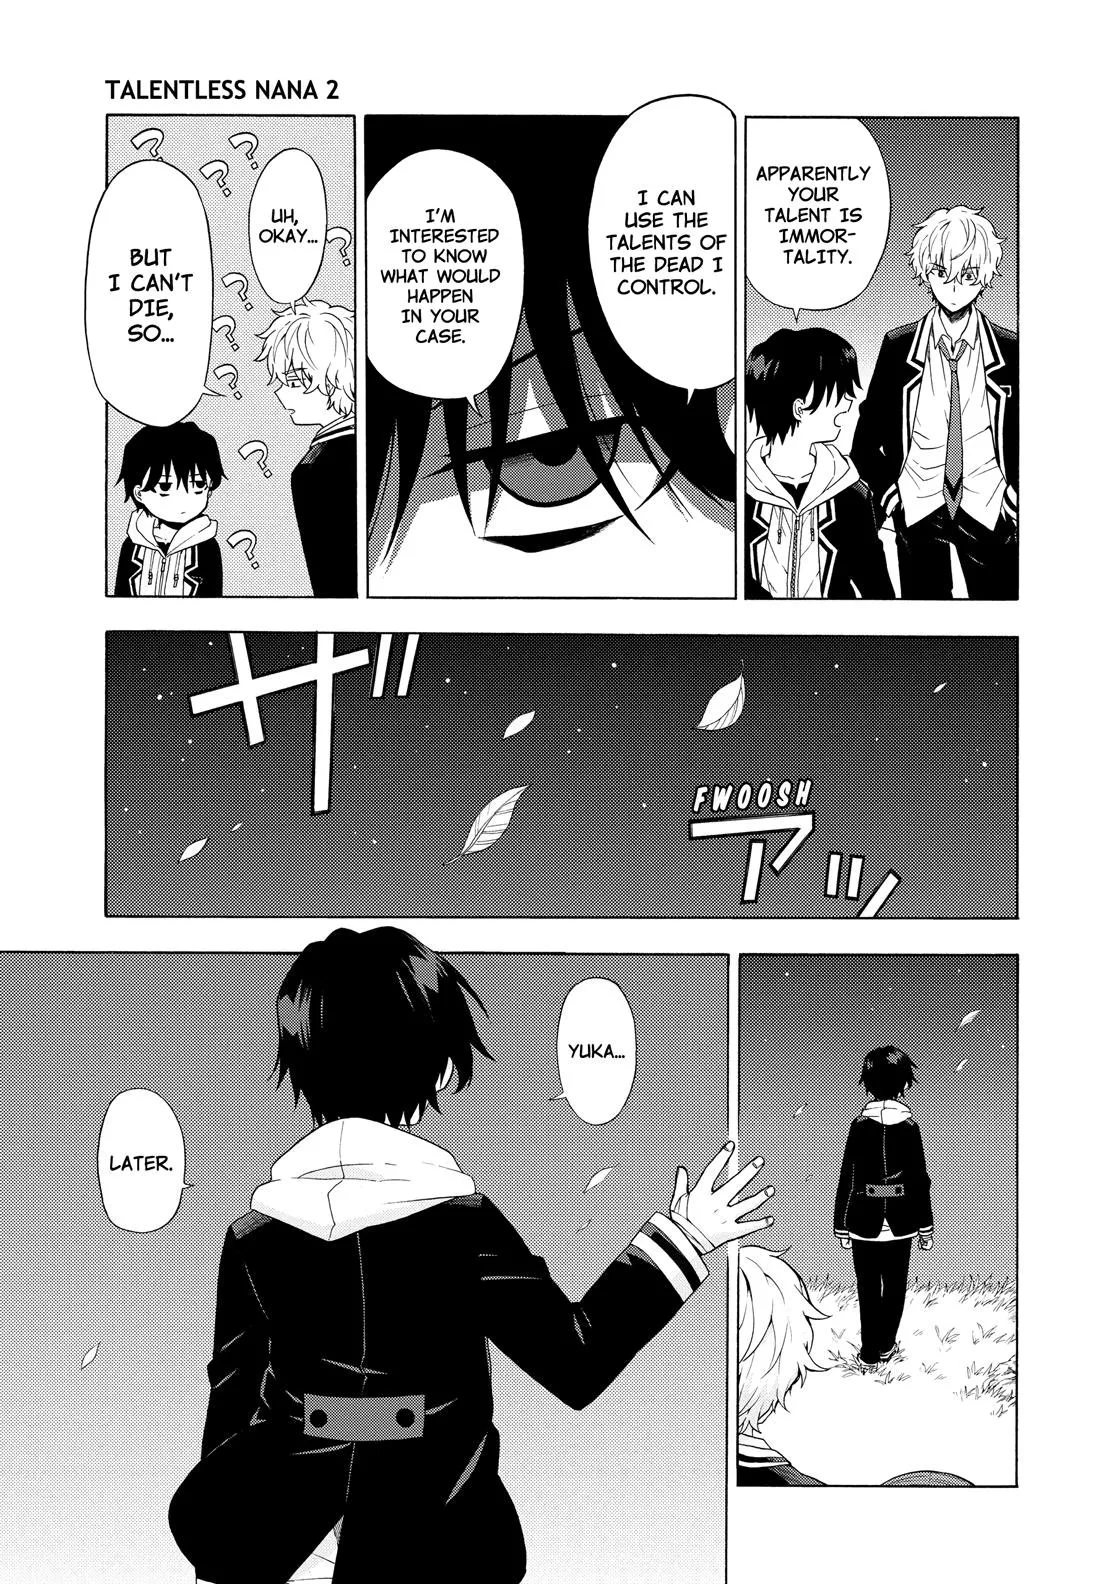 TALENTLESS NANA 2
APPARENTLY
YOUR
TALENT IS
IMMOR-
TALITY.
I CAN
USE THE
TALENTS OF
THE DEAD I
CONTROL.
I'M
INTERESTED
TO KNOW
WHAT WOULD
HAPPEN
IN YOUR
CASE.
UH,
OKAY...
BUT
I CAN'T
DIE,
SO...
?
?
?
?
?
?
?
?
?
?
ザ"
FWOOSH
アッ
YUKA...
LATER.